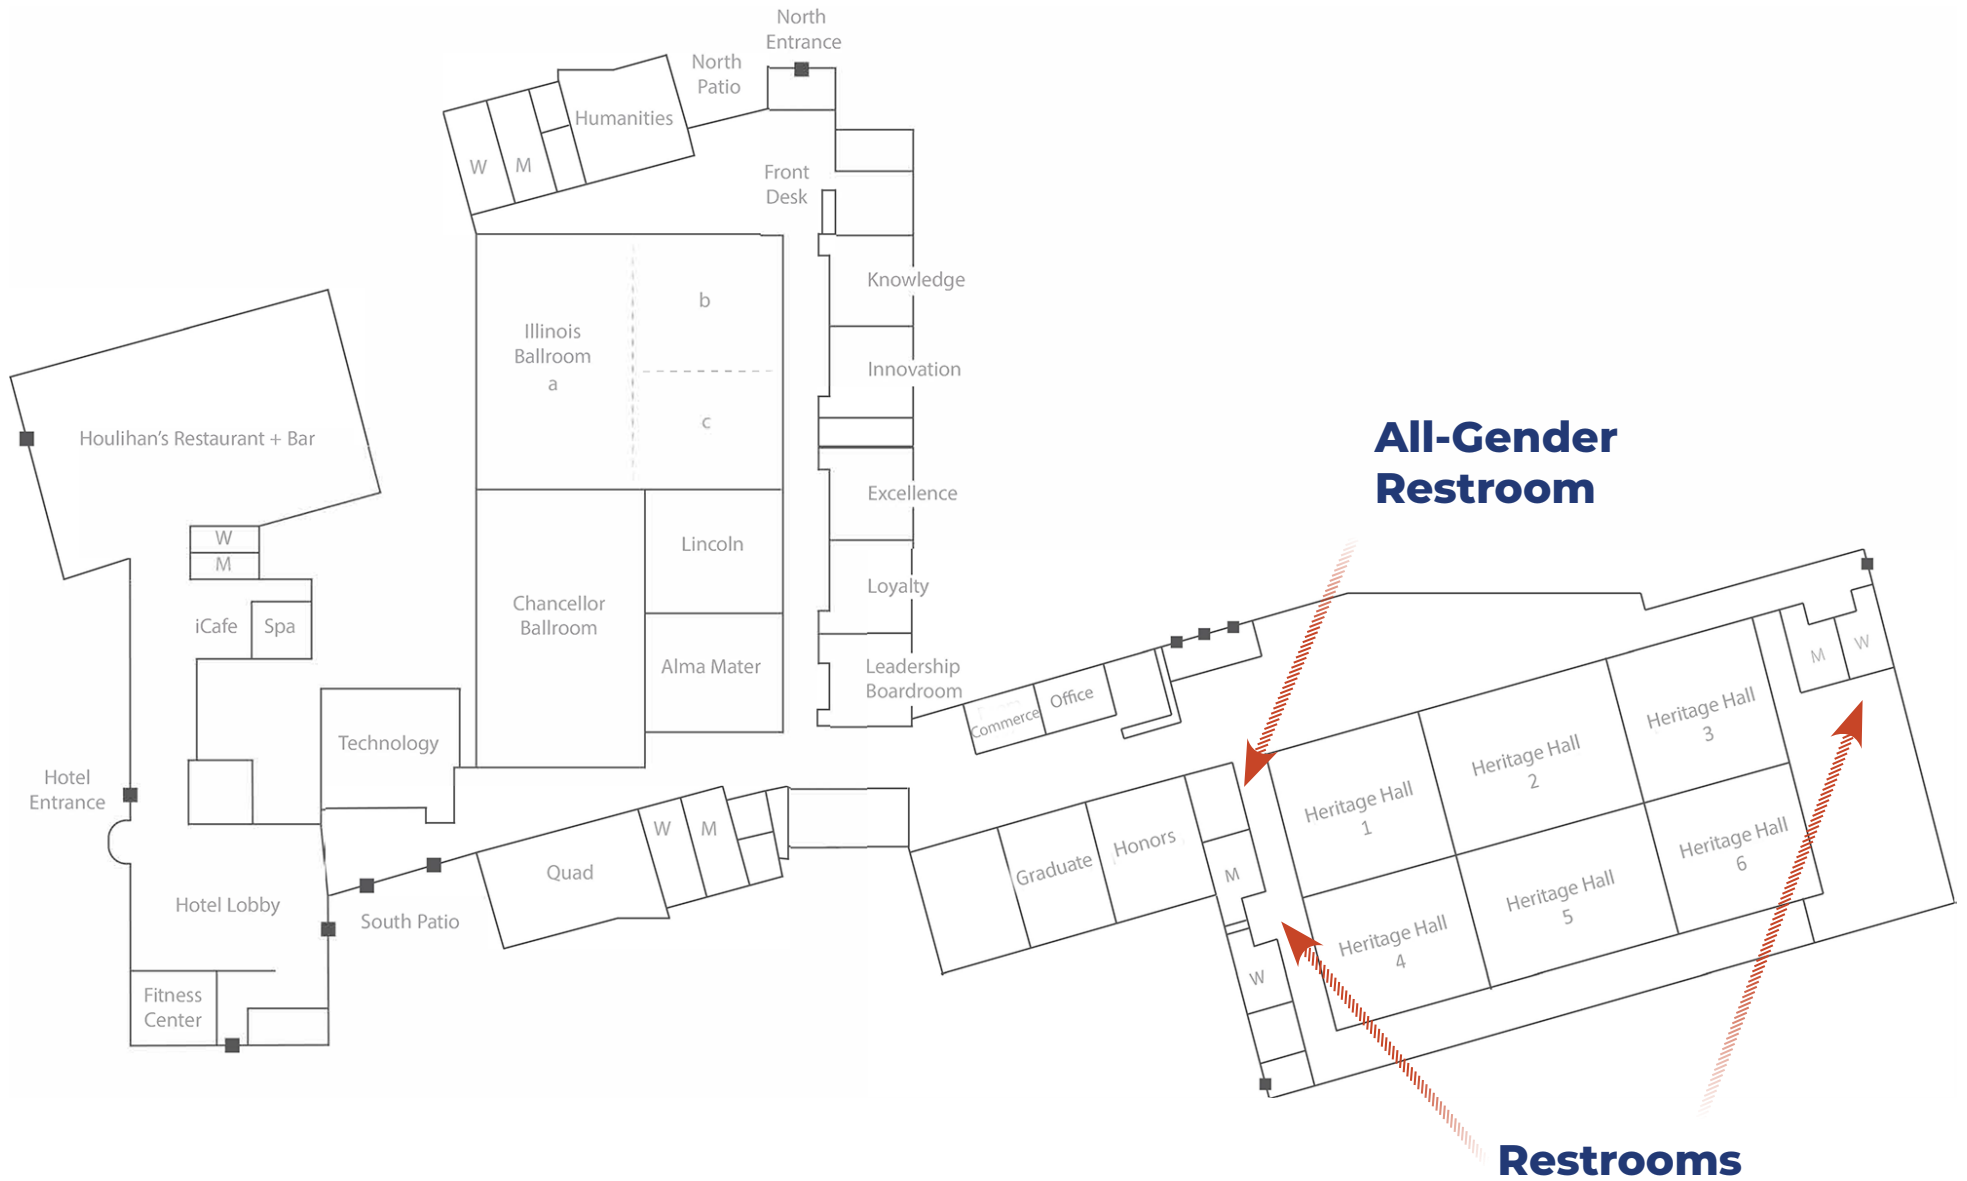 North
Entrance
North
Patio
Humanities
W
M
Front
Desk
Knowledge
b
Illinois
Ballroom
a
Innovation
c
Houlihan's Restaurant + Bar
All-Gender
Restroom
Excellence
W
M
Lincoln
Loyalty
Chancellor
Ballroom
iCafe
Spa
Alma Mater
Leadership
Boardroom
Commerce
Office
M
W
Technology
Heritage Hall
3
Heritage Hall
2
Heritage Hall
1
Hotel
Entrance
W
M
Quad
Graduate
Honors
M
Heritage Hall
6
Heritage Hall
5
Heritage Hall
4
Hotel Lobby
South Patio
W
Fitness
Center
Restrooms